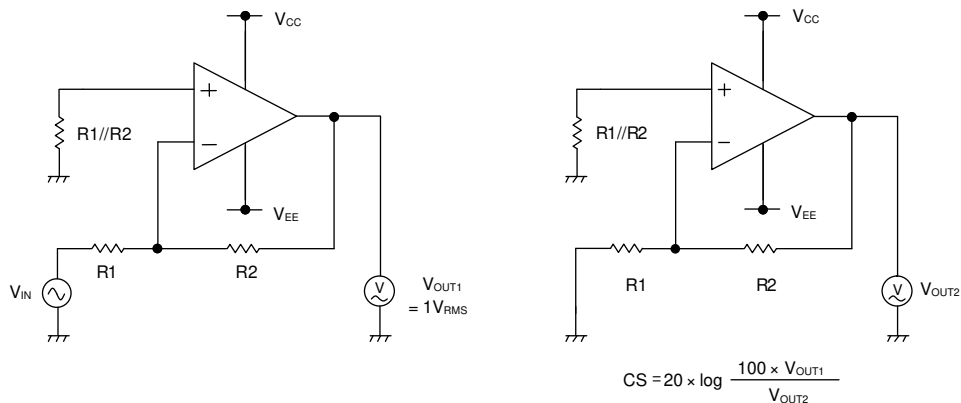 VCC
+
R1//R2
−
VEE
R1
R2
VIN
V
VOUT1
= 1VRMS
VCC
+
R1//R2
−
VEE
R1
R2
V
VOUT2
CS = 20 × log 100 × VOUT1 / VOUT2